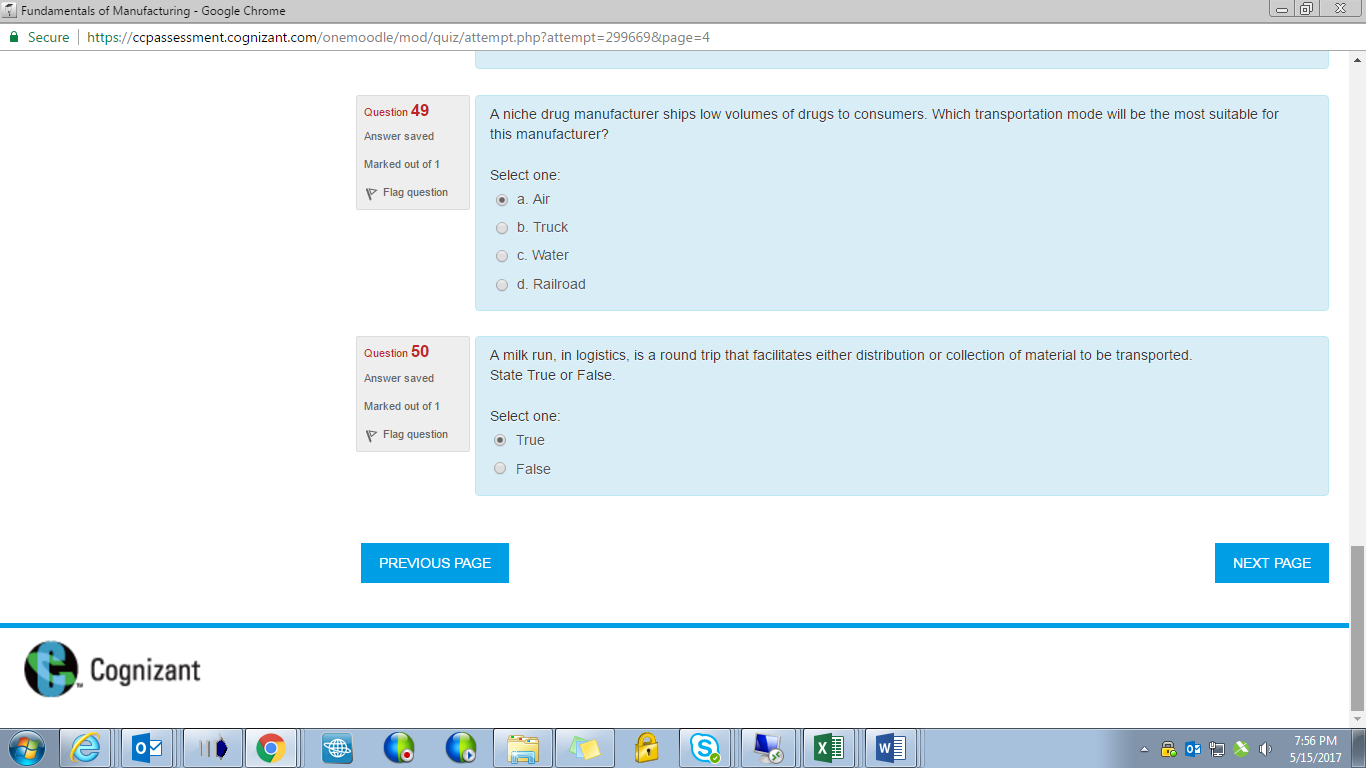 Fundamentals of Manufacturing - Google Chrome
Secure https://ccpassessment.cognizant.com/onemoodle/mod/quiz/attempt.php?attempt=299669&page=4
Question 49
Answer saved
Marked out of 1
Flag question
A niche drug manufacturer ships low volumes of drugs to consumers. Which transportation mode will be the most suitable for
this manufacturer?
Select one:
a. Air
b. Truck
c. Water
d. Railroad
Question 50
Answer saved
Marked out of 1
Flag question
A milk run, in logistics, is a round trip that facilitates either distribution or collection of material to be transported.
State True or False.
Select one:
True
False
PREVIOUS PAGE
NEXT PAGE
Cognizant
7:56 PM
5/15/2017